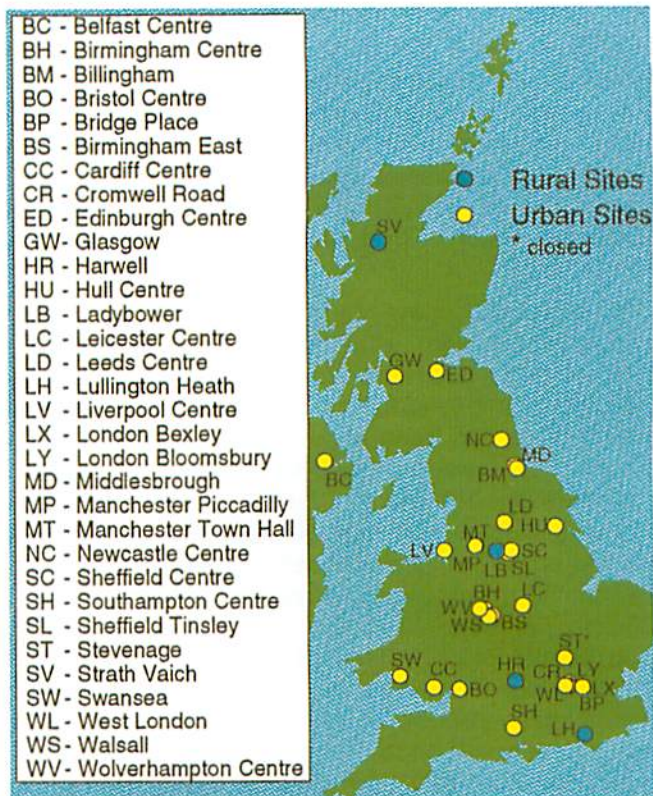 BC - Belfast Centre
BH - Birmingham Centre
BM - Billingham
BO - Bristol Centre
BP - Bridge Place
BS - Birmingham East
CC - Cardiff Centre
CR - Cromwell Road
ED - Edinburgh Centre
GW- Glasgow
HR - Harwell
HU - Hull Centre
LB - Ladybower
LC - Leicester Centre
LD - Leeds Centre
LH - Lullington Heath
LV - Liverpool Centre
LX - London Bexley
LY - London Bloomsbury
MD - Middlesbrough
MP - Manchester Piccadilly
MT - Manchester Town Hall
NC - Newcastle Centre
SC - Sheffield Centre
SH - Southampton Centre
SL - Sheffield Tinsley
ST - Stevenage
SV - Strath Vaich
SW - Swansea
WL - West London
WS - Walsall
WV - Wolverhampton Centre
Rural Sites
Urban Sites
* closed
SV
GW
ED
NC
MD
BM
BC
LD
HU
MT
LV
SC
MP
LB
SL
BH
LC
WV
WS
BS
ST*
SW
CC
BO
HR
CR
LY
WL
LX
BP
SH
LH